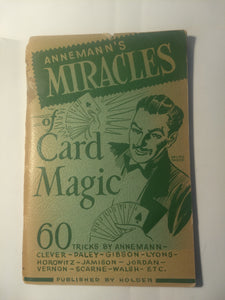 ANNEMANN'S
MIRACLES
of
Card
Magic
60 TRICKS BY ANNEMANN-
CLEVER - DALEY - GIBSON - LYONS
HOROWITZ - JAMISON - JORDAN
VERNON - SCARNE - WALSH - ETC.
PUBLISHED BY HOLDEN